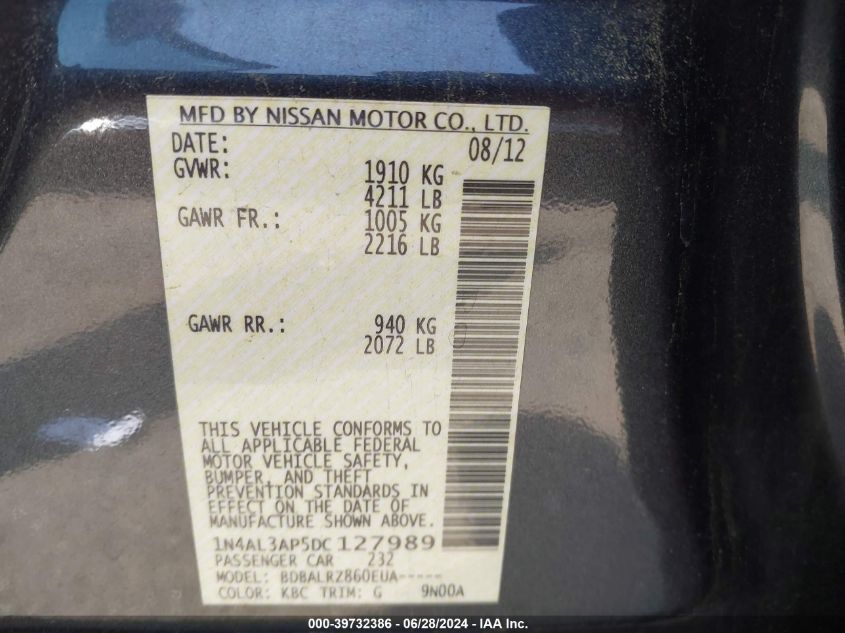 MFD BY NISSAN MOTOR CO., LTD.
DATE: 08/12
GVWR: 1910 KG
4211 LB
GAWR FR.: 1005 KG
2216 LB
GAWR RR.: 940 KG
2072 LB
THIS VEHICLE CONFORMS TO
ALL APPLICABLE FEDERAL
MOTOR VEHICLE SAFETY,
BUMPER, AND THEFT
PREVENTION STANDARDS IN
EFFECT ON THE DATE OF
MANUFACTURE SHOWN ABOVE.
1N4AL3AP5DC127989
PASSENGER CAR 232
MODEL: BDBALRZ860EUA-----
COLOR: KBC TRIM: G 9N00A
000-39732386 - 06/28/2024 - IAA Inc.